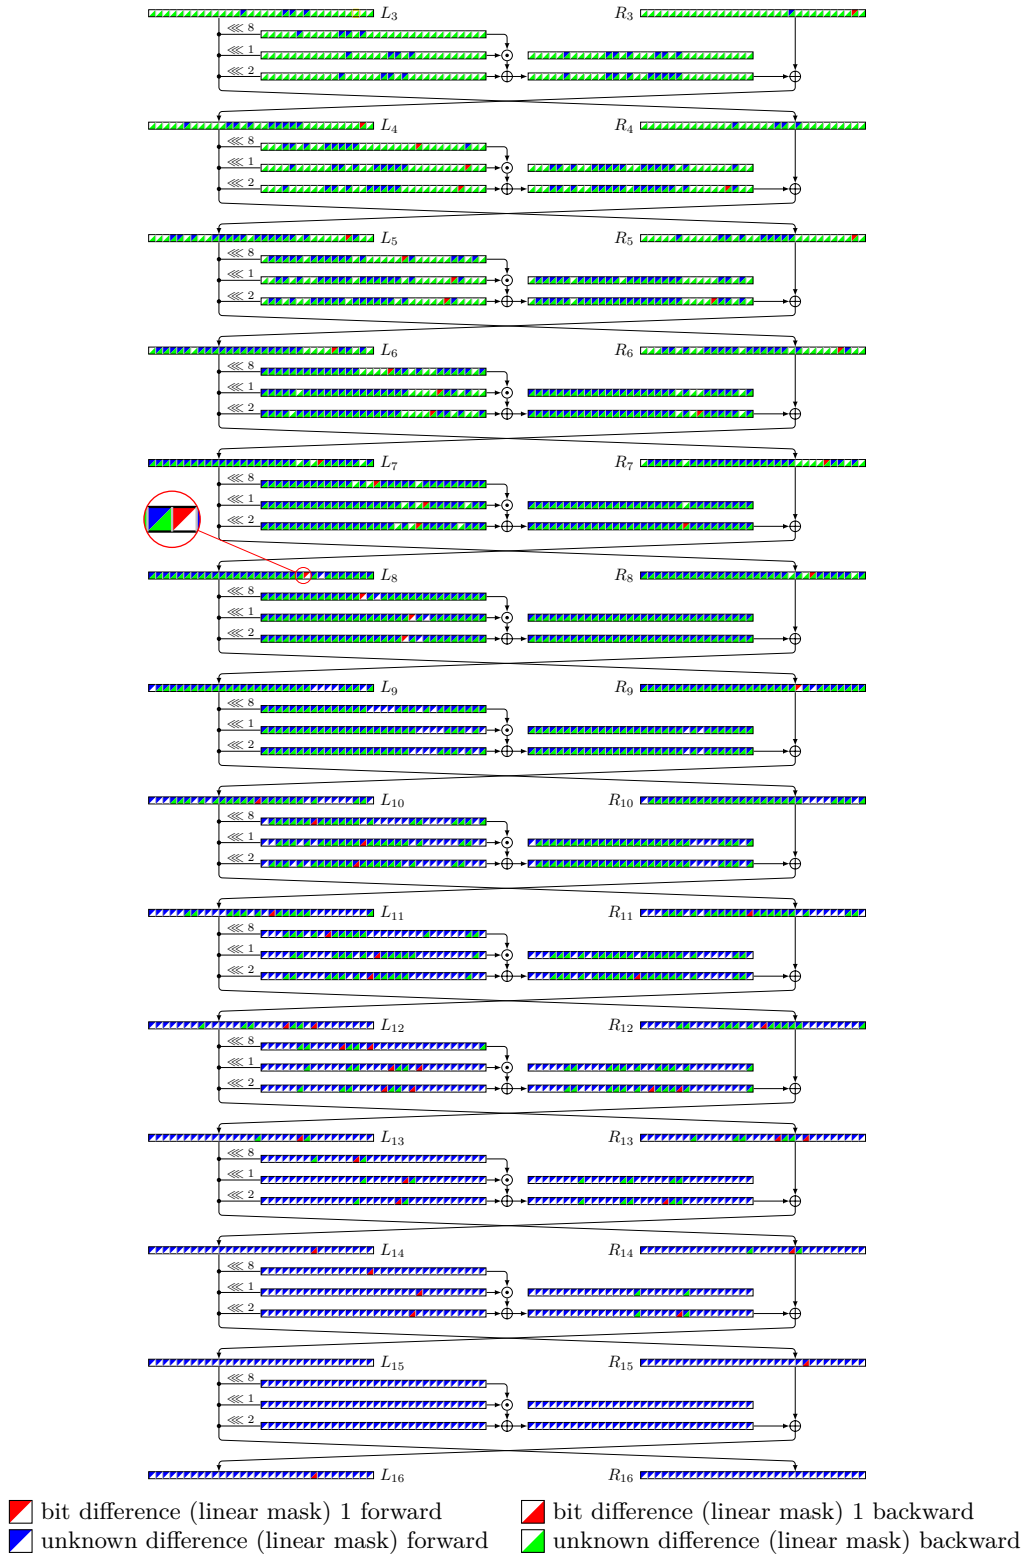 L3 R3
⋘ 8
⋘ 1
⋘ 2
L4 R4
⋘ 8
⋘ 1
⋘ 2
L5 R5
⋘ 8
⋘ 1
⋘ 2
L6 R6
⋘ 8
⋘ 1
⋘ 2
L7 R7
⋘ 8
⋘ 1
⋘ 2
L8 R8
⋘ 8
⋘ 1
⋘ 2
L9 R9
⋘ 8
⋘ 1
⋘ 2
L10 R10
⋘ 8
⋘ 1
⋘ 2
L11 R11
⋘ 8
⋘ 1
⋘ 2
L12 R12
⋘ 8
⋘ 1
⋘ 2
L13 R13
⋘ 8
⋘ 1
⋘ 2
L14 R14
⋘ 8
⋘ 1
⋘ 2
L15 R15
⋘ 8
⋘ 1
⋘ 2
L16 R16
bit difference (linear mask) 1 forward bit difference (linear mask) 1 backward
unknown difference (linear mask) forward unknown difference (linear mask) backward